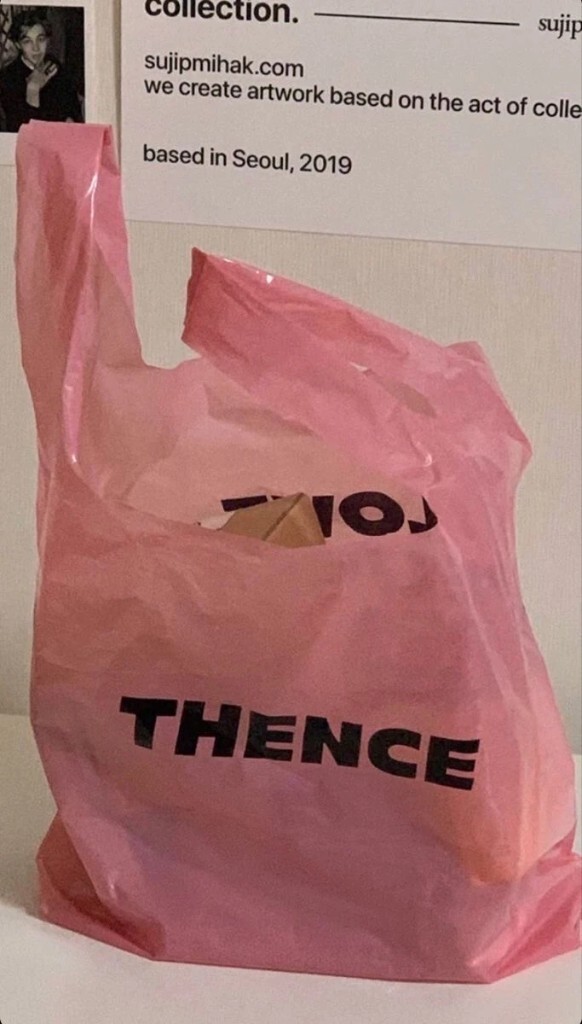 collection.
sujip
sujipmihak.com
we create artwork based on the act of colle
based in Seoul, 2019
THENCE